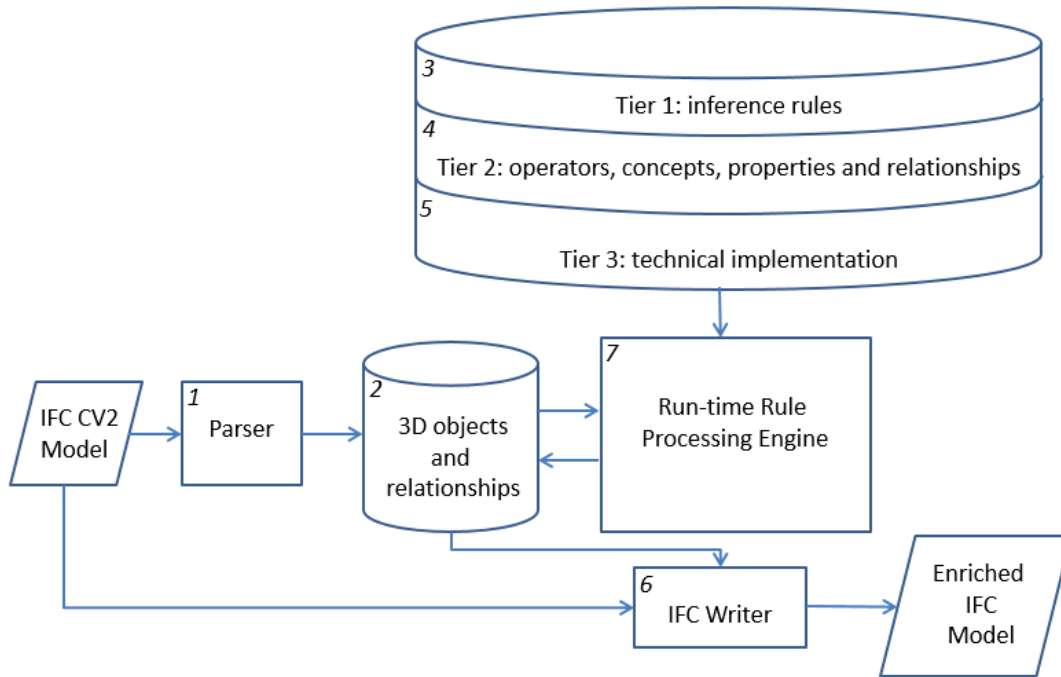 3
Tier 1: inference rules
4
Tier 2: operators, concepts, properties and relationships
5
Tier 3: technical implementation
IFC CV2
Model
1
Parser
2
3D objects
and
relationships
7
Run-time Rule
Processing Engine
6
IFC Writer
Enriched
IFC
Model